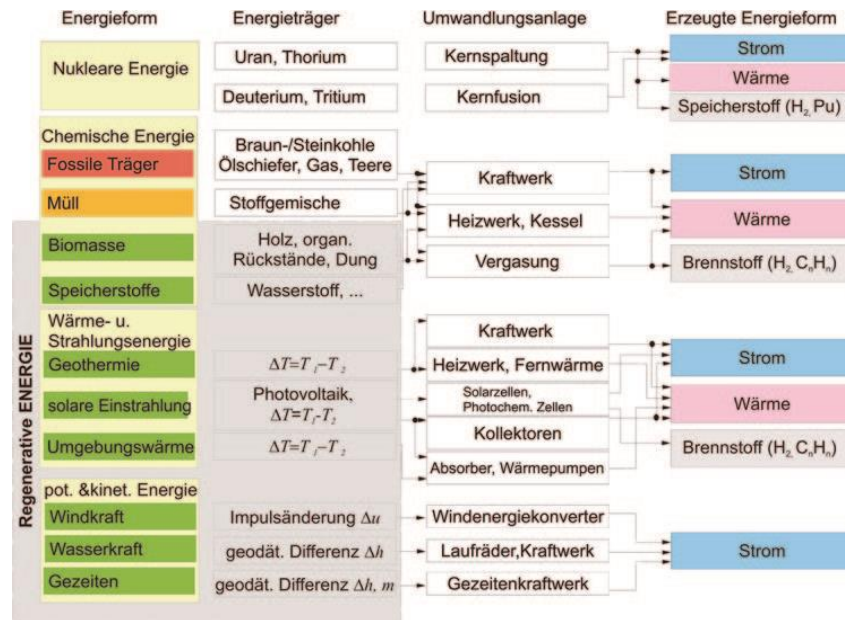 Energieform
Energieträger
Umwandlungsanlage
Erzeugte Energieform
Nukleare Energie
Uran, Thorium
Kernspaltung
Strom
Wärme
Deuterium, Tritium
Kernfusion
Speicherstoff (H2, Pu)
Chemische Energie
Fossile Träger
Braun-/Steinkohle
Ölschiefer, Gas, Teere
Kraftwerk
Strom
Müll
Stoffgemische
Heizwerk, Kessel
Wärme
Biomasse
Holz, organ.
Rückstände, Dung
Vergasung
Brennstoff (H2, CnHn)
Speicherstoffe
Wasserstoff, ...
Regenerative ENERGIE
Wärme- u.
Strahlungsenergie
Kraftwerk
Strom
Geothermie
ΔT=T1−T2
Heizwerk, Fernwärme
solare Einstrahlung
Photovoltaik,
ΔT=T1-T2
Solarzellen,
Photochem. Zellen
Wärme
Kollektoren
Umgebungswärme
ΔT=T1−T2
Absorber, Wärmepumpen
Brennstoff (H2, CnHn)
pot. &kinet. Energie
Windkraft
Impulsänderung Δu
Windenergiekonverter
Wasserkraft
geodät. Differenz Δh
Laufräder,Kraftwerk
Strom
Gezeiten
geodät. Differenz Δh, m
Gezeitenkraftwerk